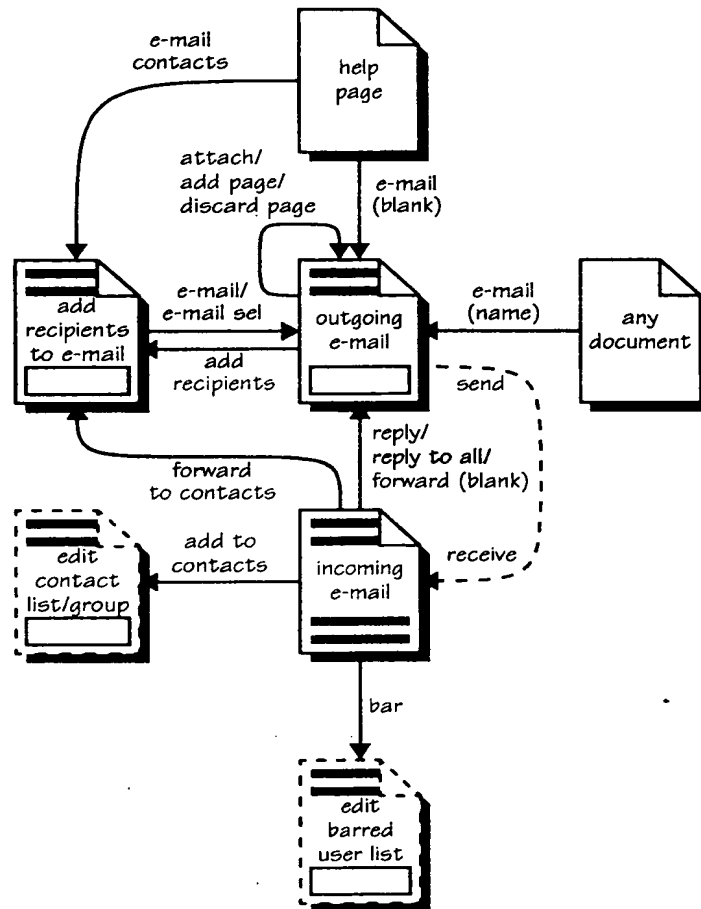 e-mail
contacts
help
page
attach/
add page/
discard page
e-mail
(blank)
add
recipients
to e-mail
e-mail/
e-mail sel
add
recipients
outgoing
e-mail
e-mail
(name)
any
document
send
reply/
reply to all/
forward (blank)
forward
to contacts
edit
contact
list/group
add to
contacts
incoming
e-mail
receive
bar
edit
barred
user list